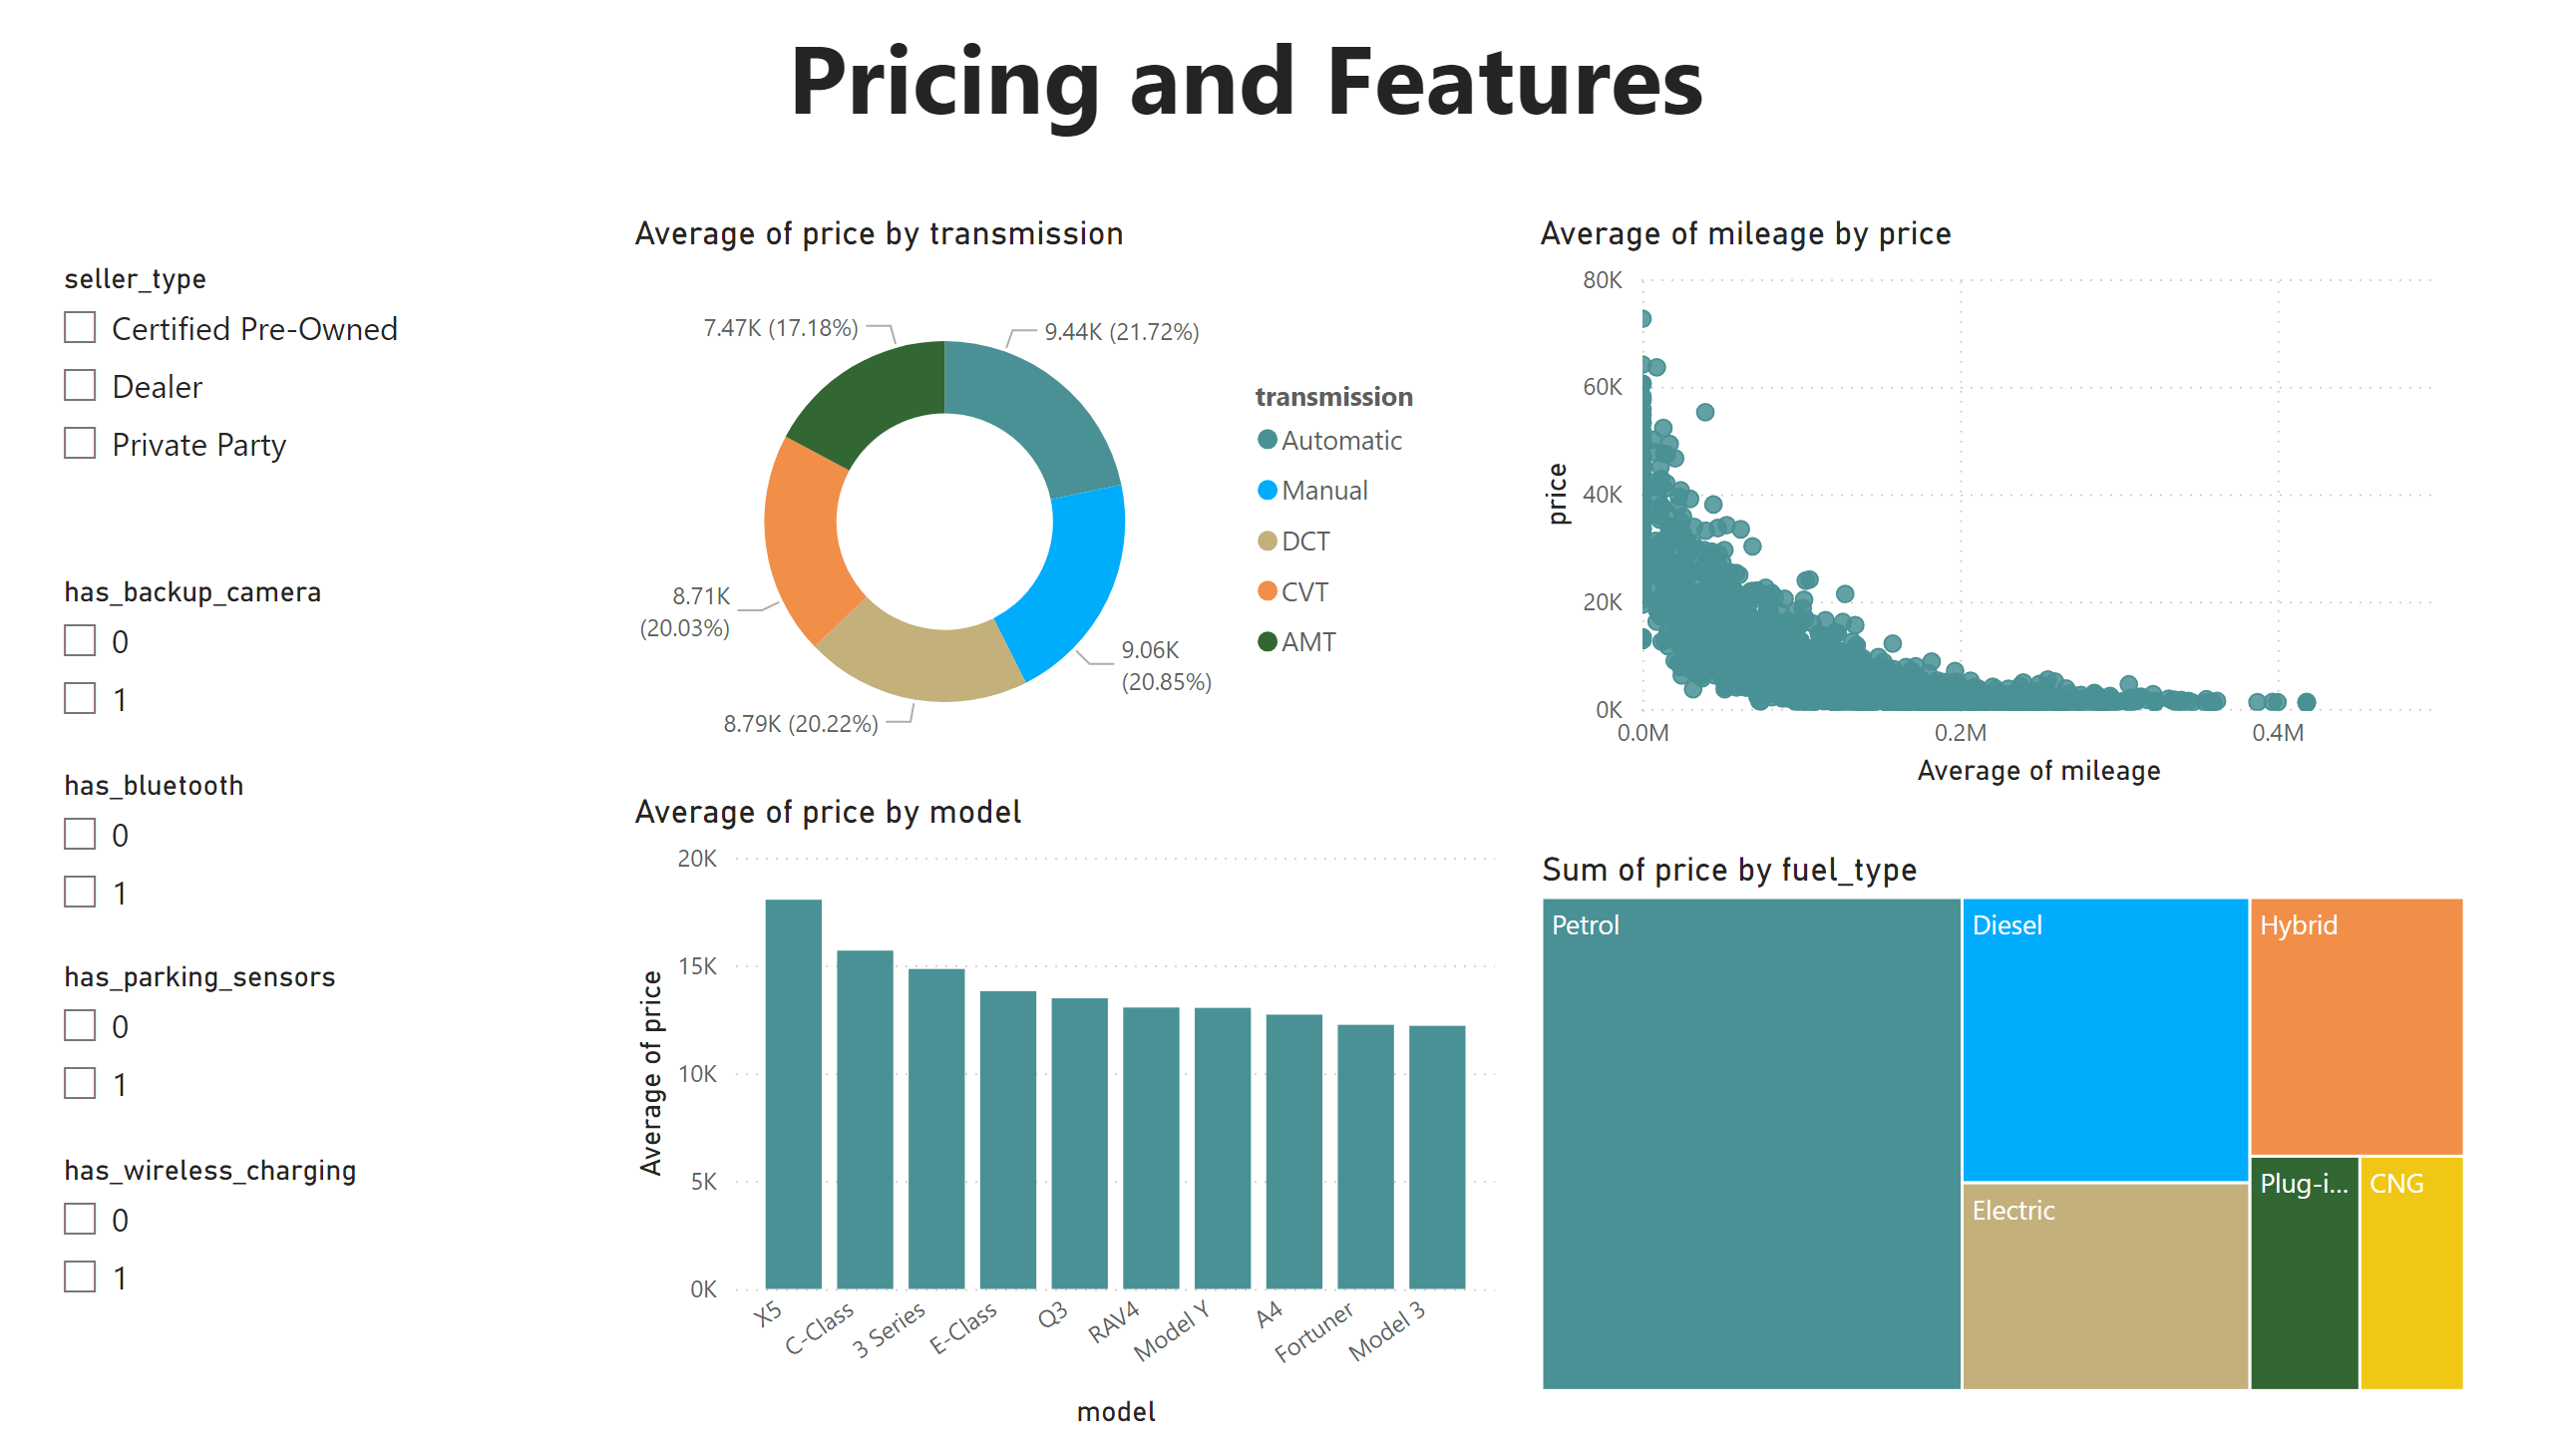 Pricing and Features
seller_type
Certified Pre-Owned
Dealer
Private Party
has_backup_camera
0
1
has_bluetooth
0
1
has_parking_sensors
0
1
has_wireless_charging
0
1
Average of price by transmission
7.47K (17.18%)
9.44K (21.72%)
8.71K
(20.03%)
9.06K
(20.85%)
8.79K (20.22%)
transmission
Automatic
Manual
DCT
CVT
AMT
Average of mileage by price
price
80K
60K
40K
20K
0K
0.0M 0.2M 0.4M
Average of mileage
Average of price by model
Average of price
20K
15K
10K
5K
0K
X5 C-Class 3 Series E-Class Q3 RAV4 Model Y A4 Fortuner Model 3
model
Sum of price by fuel_type
Petrol
Diesel
Hybrid
Electric
Plug-i...
CNG